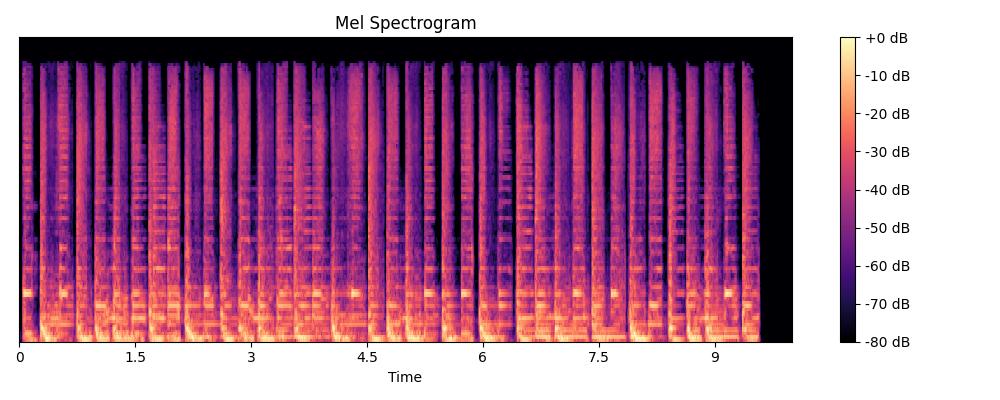 Mel Spectrogram
+0 dB
-10 dB
-20 dB
-30 dB
-40 dB
-50 dB
-60 dB
-70 dB
-80 dB
0
1.5
3
4.5
6
7.5
9
Time